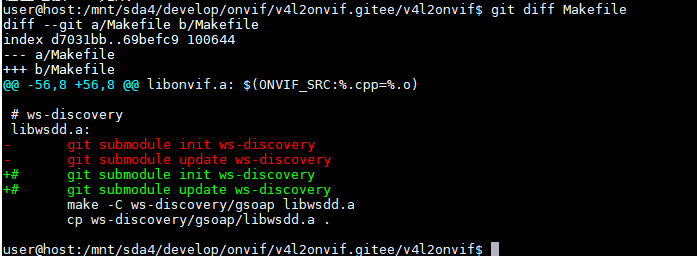 user@host:/mnt/sda4/develop/onvif/v4l2onvif.gitee/v4l2onvif$ git diff Makefile
diff --git a/Makefile b/Makefile
index d7031bb..69befc9 100644
--- a/Makefile
+++ b/Makefile
@@ -56,8 +56,8 @@ libonvif.a: $(ONVIF_SRC:%.cpp=%.o)
# ws-discovery
libwsdd.a:
-       git submodule init ws-discovery
-       git submodule update ws-discovery
+#      git submodule init ws-discovery
+#      git submodule update ws-discovery
make -C ws-discovery/gsoap libwsdd.a
cp ws-discovery/gsoap/libwsdd.a .
user@host:/mnt/sda4/develop/onvif/v4l2onvif.gitee/v4l2onvif$